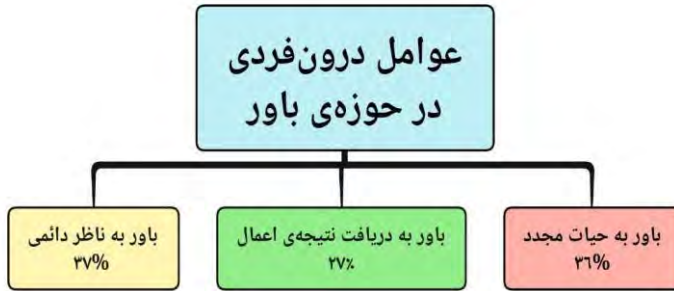 عوامل درون‌فردی
در حوزه‌ی باور
باور به حیات مجدد
۳٦%
باور به دریافت نتیجه‌ی اعمال
۲۷٪
باور به ناظر دائمی
۳۷%